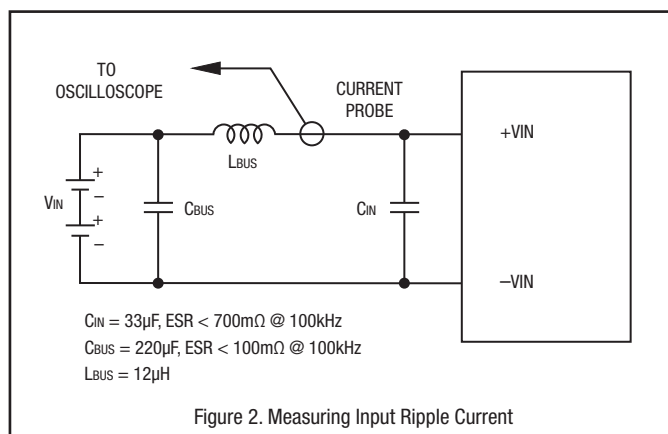 TO
OSCILLOSCOPE
CURRENT
PROBE
+VIN
LBUS
+
–
VIN
+
–
CBUS
CIN
–VIN
CIN = 33µF, ESR < 700mΩ @ 100kHz
CBUS = 220µF, ESR < 100mΩ @ 100kHz
LBUS = 12µH
Figure 2. Measuring Input Ripple Current